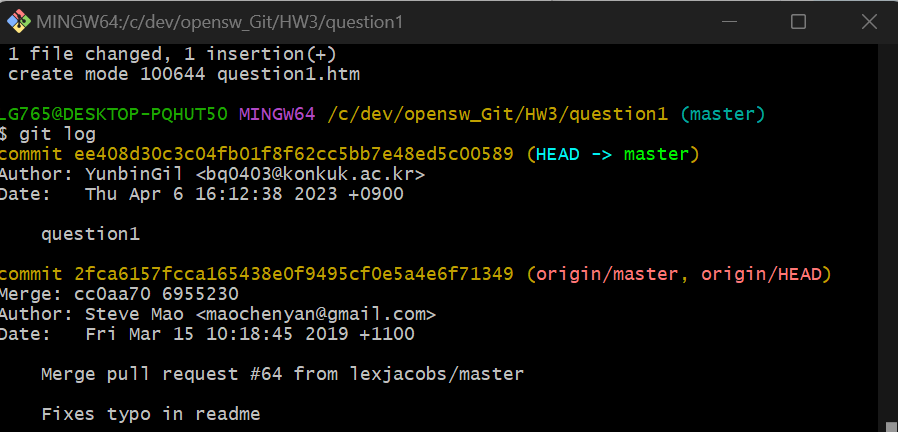 MINGW64:/c/dev/opensw_Git/HW3/question1
1 file changed, 1 insertion(+)
create mode 100644 question1.htm
LG765@DESKTOP-PQHUT50 MINGW64 /c/dev/opensw_Git/HW3/question1 (master)
$ git log
commit ee408d30c3c04fb01f8f62cc5bb7e48ed5c00589 (HEAD -> master)
Author: YunbinGil <bq0403@konkuk.ac.kr>
Date:   Thu Apr 6 16:12:38 2023 +0900
question1
commit 2fca6157fcca165438e0f9495cf0e5a4e6f71349 (origin/master, origin/HEAD)
Merge: cc0aa70 6955230
Author: Steve Mao <maochenyan@gmail.com>
Date:   Fri Mar 15 10:18:45 2019 +1100
Merge pull request #64 from lexjacobs/master
Fixes typo in readme